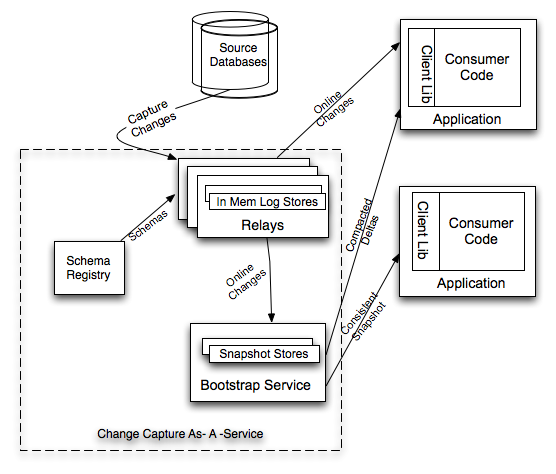 Source
Databases
Capture
Changes
Online
Changes
Client Lib
Consumer
Code
Application
In Mem Log Stores
Relays
Schemas
Schema
Registry
Online
Changes
Compacted
Deltas
Client Lib
Consumer
Code
Application
Consistent
Snapshot
Snapshot Stores
Bootstrap Service
Change Capture As- A -Service